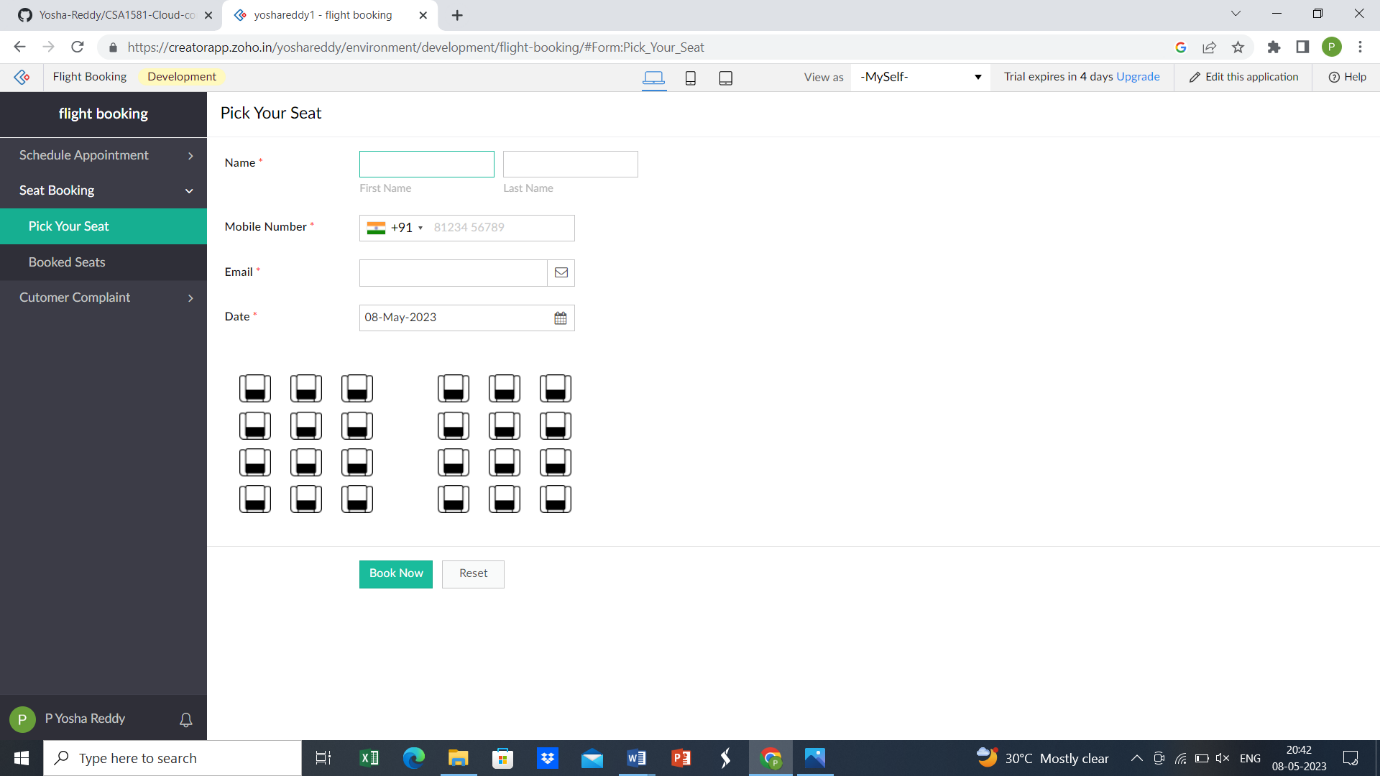 Yosha-Reddy/CSA1581-Cloud-co
yoshareddy1 - flight booking
https://creatorapp.zoho.in/yoshareddy/environment/development/flight-booking/#Form:Pick_Your_Seat
P
Flight Booking Development View as -MySelf- Trial expires in 4 days Upgrade Edit this application Help
flight booking
Pick Your Seat
Schedule Appointment
Seat Booking
Pick Your Seat
Booked Seats
Cutomer Complaint
Name *
First Name Last Name
Mobile Number * +91 81234 56789
Email *
Date * 08-May-2023
Book Now Reset
P P Yosha Reddy
Type here to search
30°C Mostly clear ENG
20:42
08-05-2023